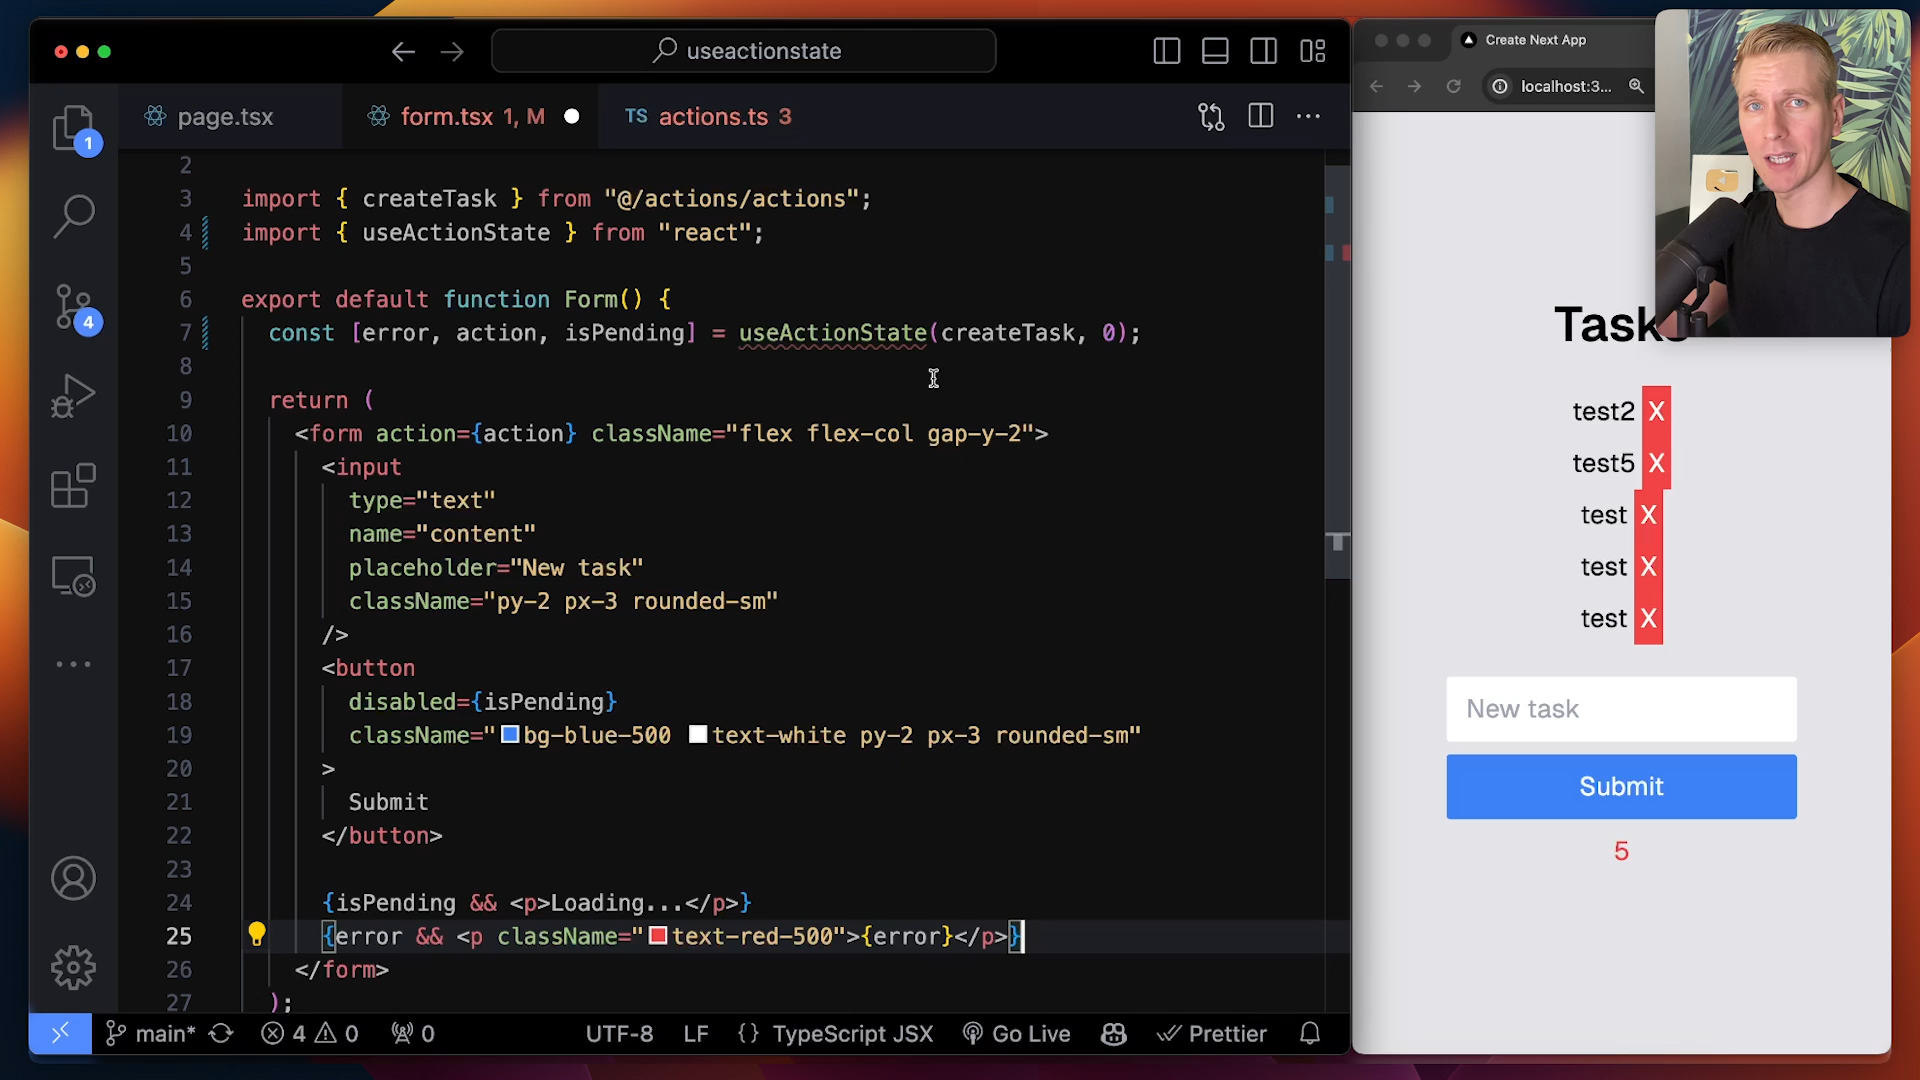 useactionstate
page.tsx
form.tsx 1, M
TS actions.ts 3
1
4
2
3 import { createTask } from "@/actions/actions";
4 import { useActionState } from "react";
5
6 export default function Form() {
7 const [error, action, isPending] = useActionState(createTask, 0);
8
9 return (
10 <form action={action} className="flex flex-col gap-y-2">
11 <input
12 type="text"
13 name="content"
14 placeholder="New task"
15 className="py-2 px-3 rounded-sm"
16 />
17 <button
18 disabled={isPending}
19 className="bg-blue-500 text-white py-2 px-3 rounded-sm"
20 >
21 Submit
22 </button>
23
24 {isPending && <p>Loading...</p>}
25 {error && <p className="text-red-500">{error}</p>}
26 </form>
27 );
main* 4 0 0 UTF-8 LF {} TypeScript JSX Go Live Prettier
Create Next App
localhost:3...
Task
test2 X
test5 X
test X
test X
test X
New task
Submit
5